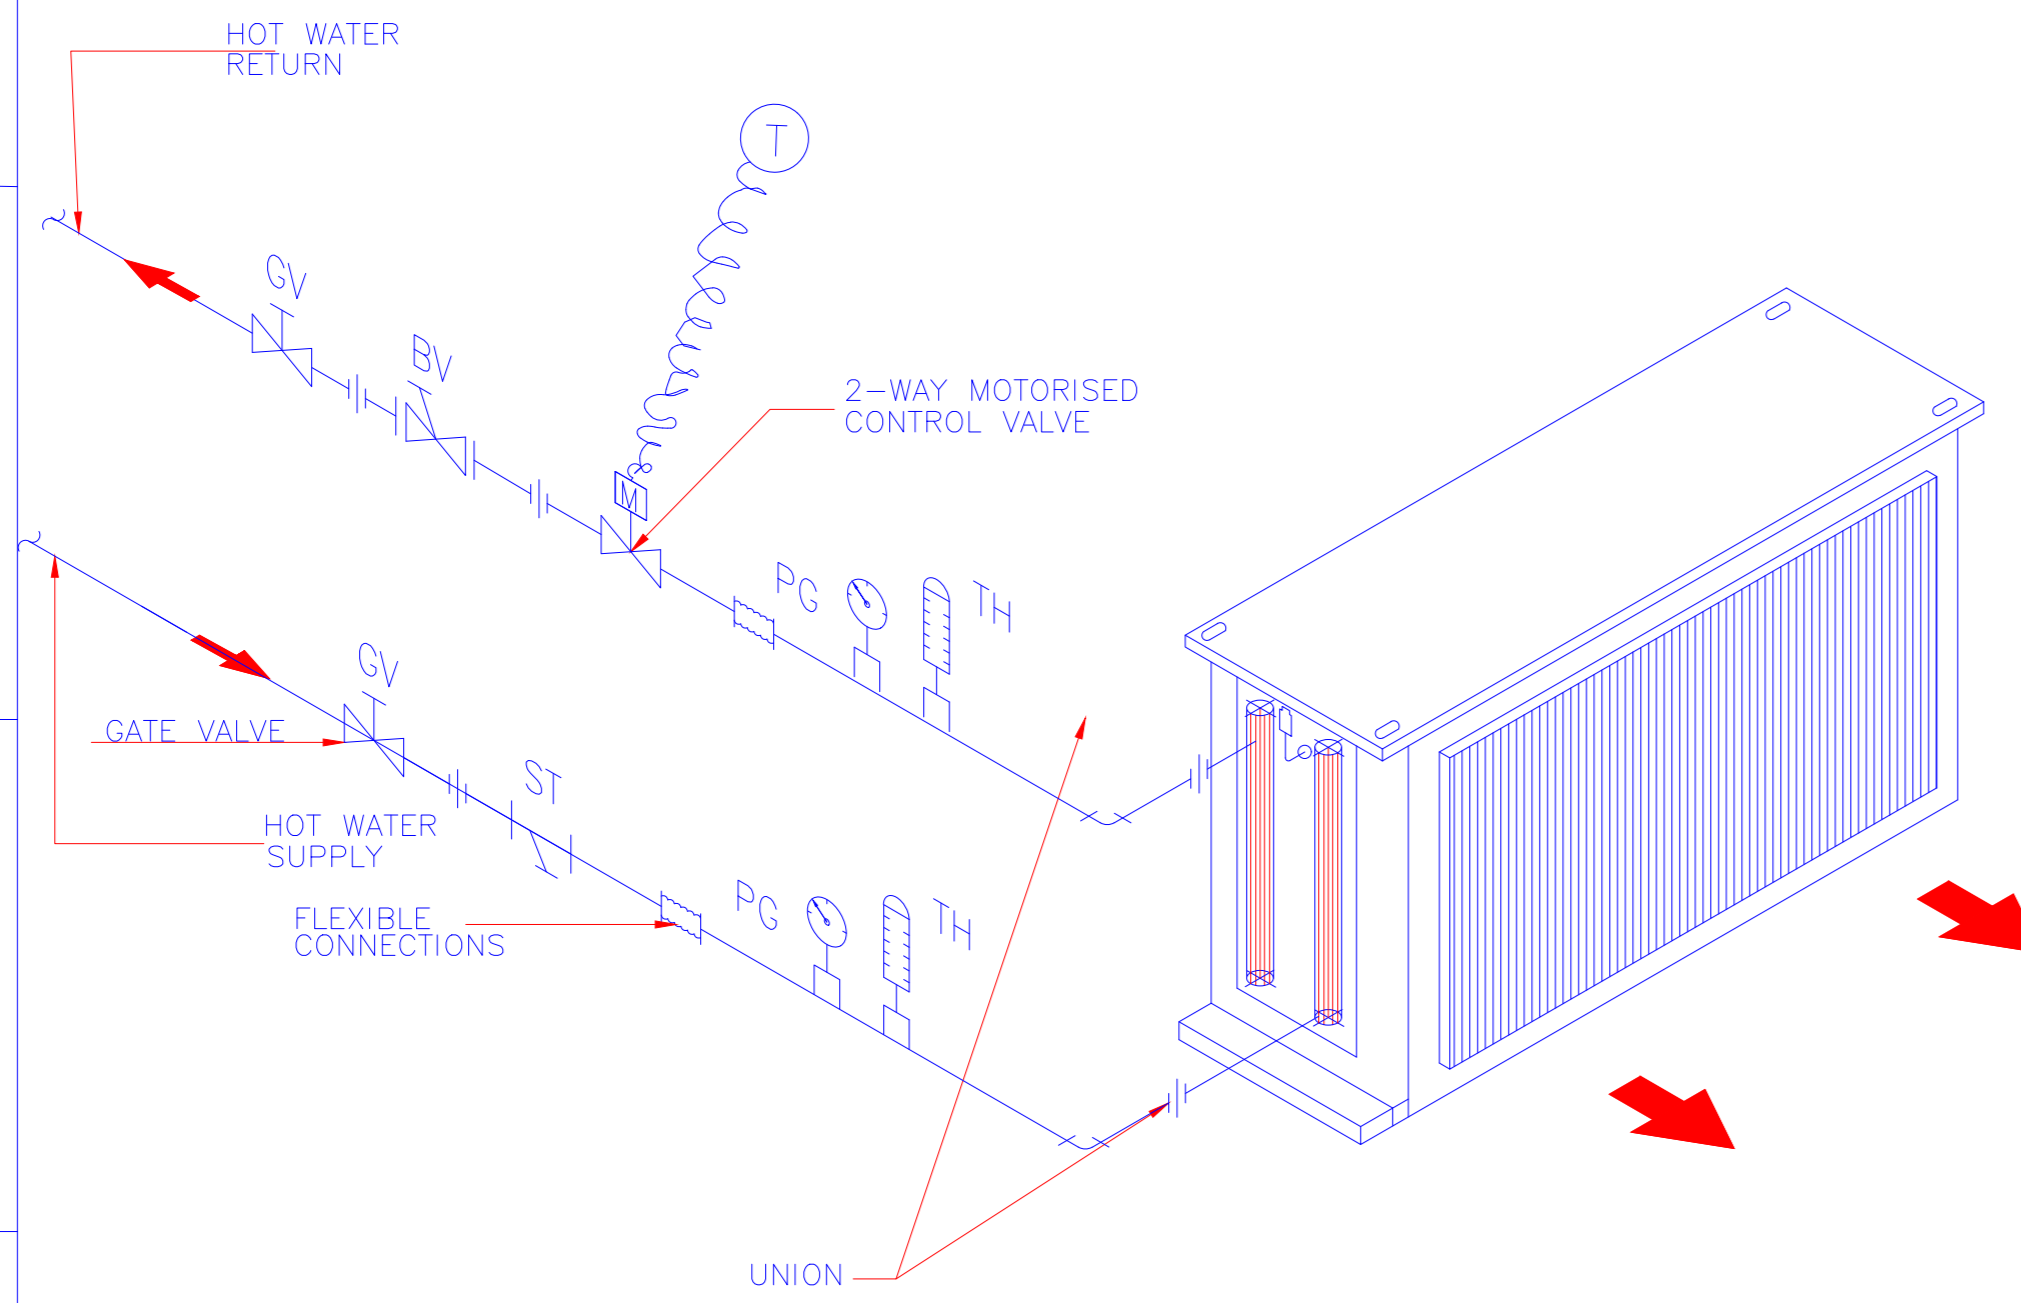 HOT WATER
RETURN
T
GV
BV
2-WAY MOTORISED
CONTROL VALVE
M
PG
TH
GV
GATE VALVE
ST
HOT WATER
SUPPLY
PG
TH
FLEXIBLE
CONNECTIONS
UNION